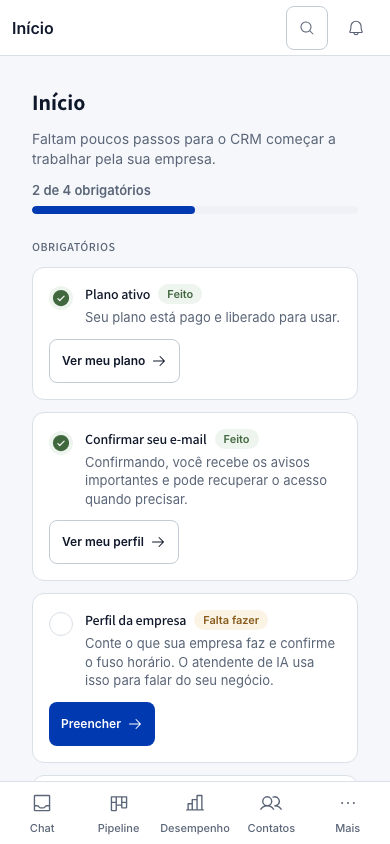 Início
Início
Faltam poucos passos para o CRM começar a
trabalhar pela sua empresa.
2 de 4 obrigatórios
OBRIGATÓRIOS
Plano ativo Feito
Seu plano está pago e liberado para usar.
Ver meu plano
Confirmar seu e-mail Feito
Confirmando, você recebe os avisos
importantes e pode recuperar o acesso
quando precisar.
Ver meu perfil
Perfil da empresa Falta fazer
Conte o que sua empresa faz e confirme
o fuso horário. O atendente de IA usa
isso para falar do seu negócio.
Preencher
Chat Pipeline Desempenho Contatos Mais